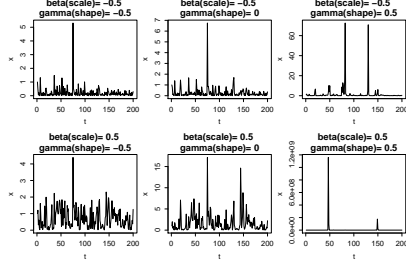 beta(scale)= −0.5
gamma(shape)= −0.5
x
0 1 2 3 4 5
0 50 100 150 200
t
beta(scale)= −0.5
gamma(shape)= 0
x
0 1 2 3 4 5 6 7
0 50 100 150 200
t
beta(scale)= −0.5
gamma(shape)= 0.5
x
0 20 40 60
0 50 100 150 200
t
beta(scale)= 0.5
gamma(shape)= −0.5
x
0 1 2 3 4
0 50 100 150 200
t
beta(scale)= 0.5
gamma(shape)= 0
x
0 5 10 15
0 50 100 150 200
t
beta(scale)= 0.5
gamma(shape)= 0.5
x
0.0e+00 6.0e+08 1.2e+09
0 50 100 150 200
t